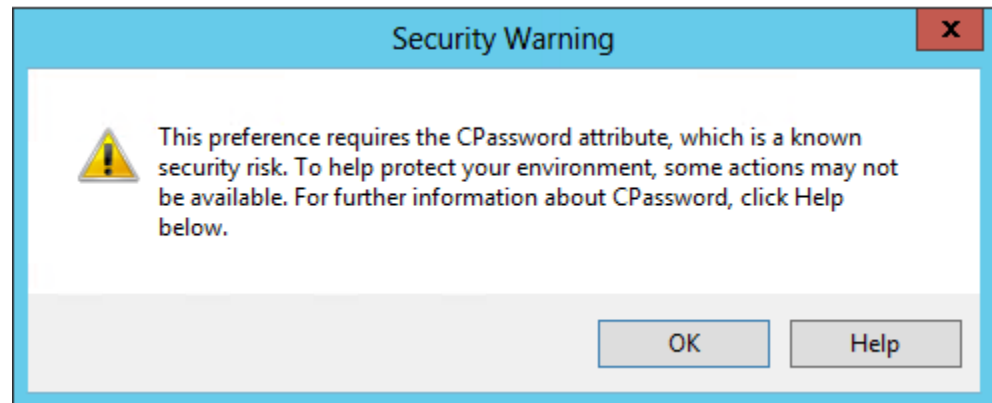 Security Warning
x
This preference requires the CPassword attribute, which is a known
security risk. To help protect your environment, some actions may not
be available. For further information about CPassword, click Help
below.
OK
Help